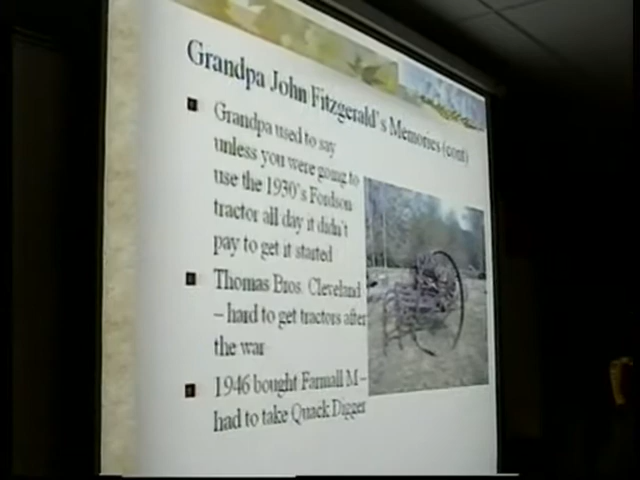 Grandpa John Fitzgerald's Memories (cont)
Grandpa used to say
unless you were going to
use the 1930's Fordson
tractor all day it didn't
pay to get it started
Thomas Bros. Cleveland
– hard to get tractors after
the war
1946 bought Farmall M –
had to take Quack Digger